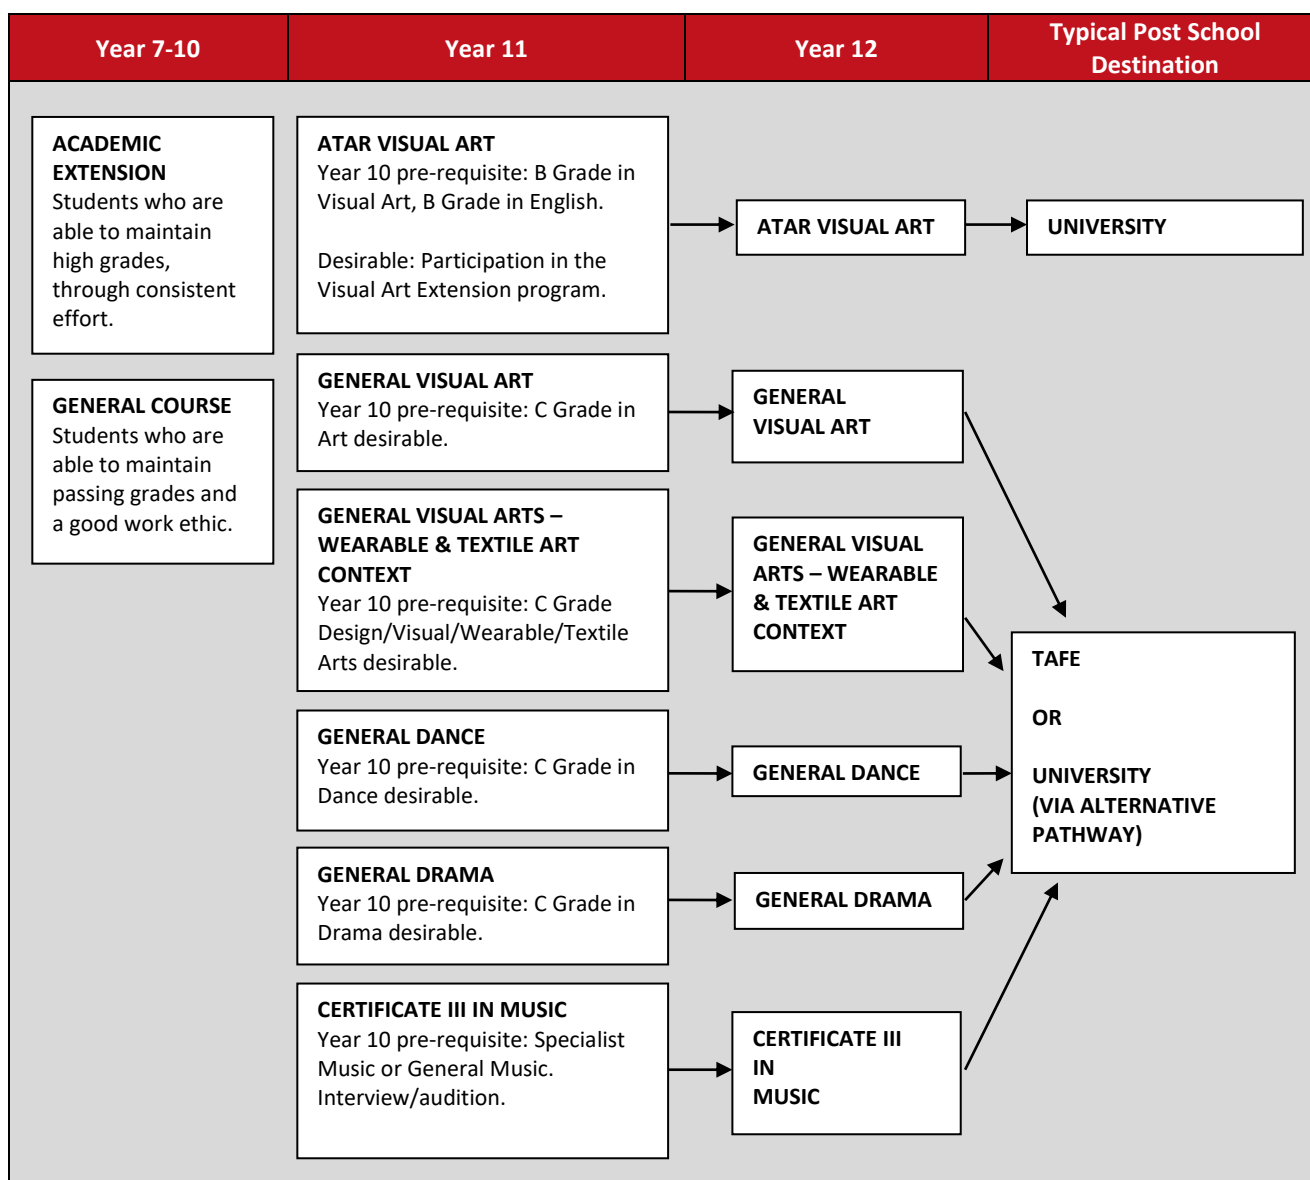 Year 7-10
Year 11
Year 12
Typical Post School
Destination
ACADEMIC
EXTENSION
Students who are
able to maintain
high grades,
through consistent
effort.
GENERAL COURSE
Students who are
able to maintain
passing grades and
a good work ethic.
ATAR VISUAL ART
Year 10 pre-requisite: B Grade in
Visual Art, B Grade in English.
Desirable: Participation in the
Visual Art Extension program.
GENERAL VISUAL ART
Year 10 pre-requisite: C Grade in
Art desirable.
GENERAL VISUAL ARTS –
WEARABLE & TEXTILE ART
CONTEXT
Year 10 pre-requisite: C Grade
Design/Visual/Wearable/Textile
Arts desirable.
GENERAL DANCE
Year 10 pre-requisite: C Grade in
Dance desirable.
GENERAL DRAMA
Year 10 pre-requisite: C Grade in
Drama desirable.
CERTIFICATE III IN MUSIC
Year 10 pre-requisite: Specialist
Music or General Music.
Interview/audition.
ATAR VISUAL ART
GENERAL
VISUAL ART
GENERAL VISUAL
ARTS – WEARABLE
& TEXTILE ART
CONTEXT
GENERAL DANCE
GENERAL DRAMA
CERTIFICATE III
IN
MUSIC
UNIVERSITY
TAFE
OR
UNIVERSITY
(VIA ALTERNATIVE
PATHWAY)